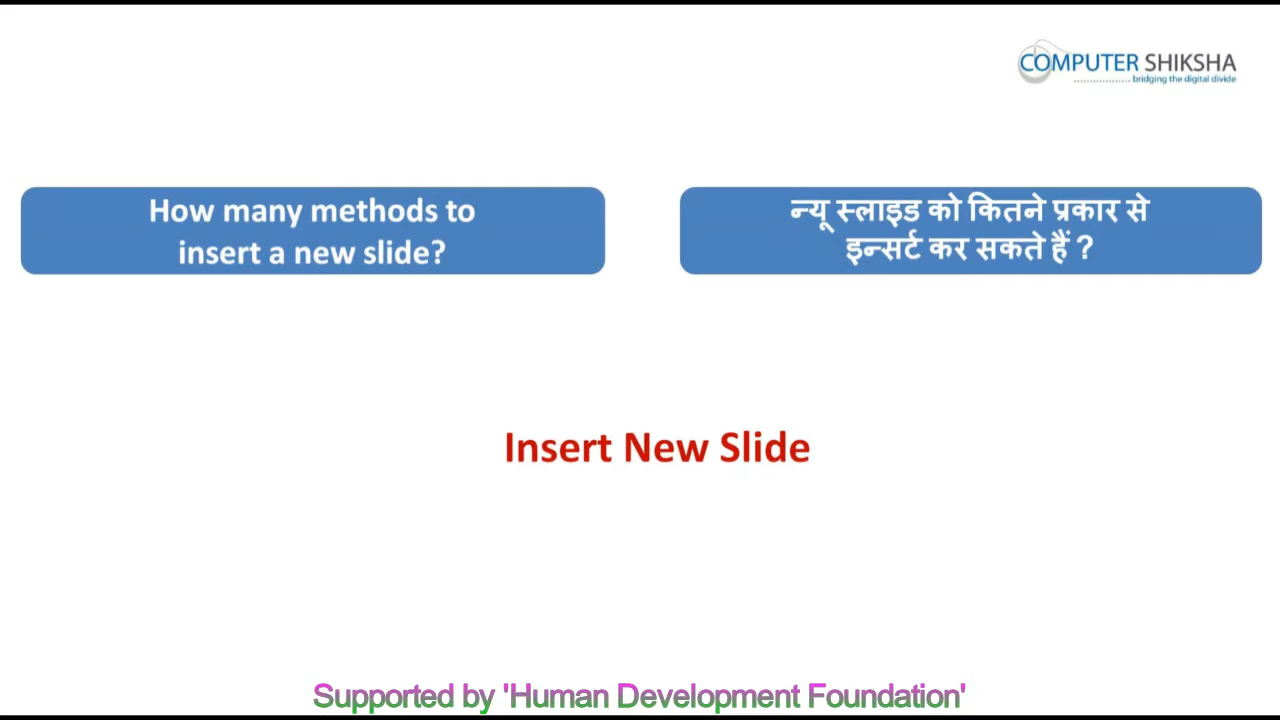 COMPUTER SHIKSHA
bridging the digital divide
How many methods to
insert a new slide?
न्यू स्लाइड को कितने प्रकार से
इन्सर्ट कर सकते हैं ?
Insert New Slide
Supported by 'Human Development Foundation'